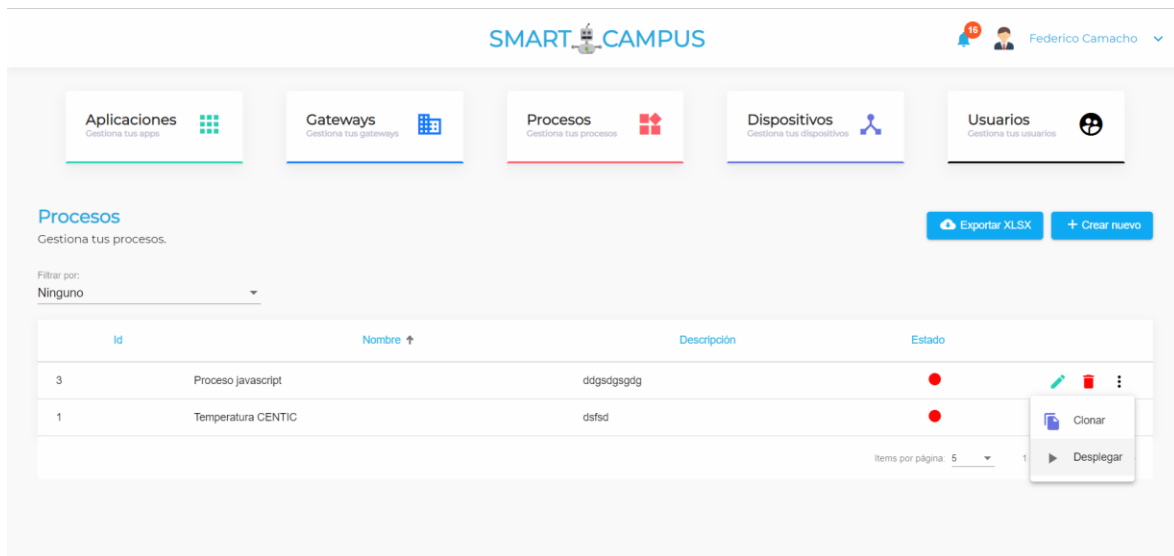 SMART CAMPUS
16
Federico Camacho
Aplicaciones
Gestiona tus apps
Gateways
Gestiona tus gateways
Procesos
Gestiona tus procesos
Dispositivos
Gestiona tus dispositivos
Usuarios
Gestiona tus usuarios
Procesos
Gestiona tus procesos.
Exportar XLSX
+ Crear nuevo
Filtrar por:
Ninguno
Id Nombre Descripción Estado
3 Proceso javascript ddgsdgsgdg
1 Temperatura CENTIC dsfsd
Clonar
Desplegar
Items por página: 5 1